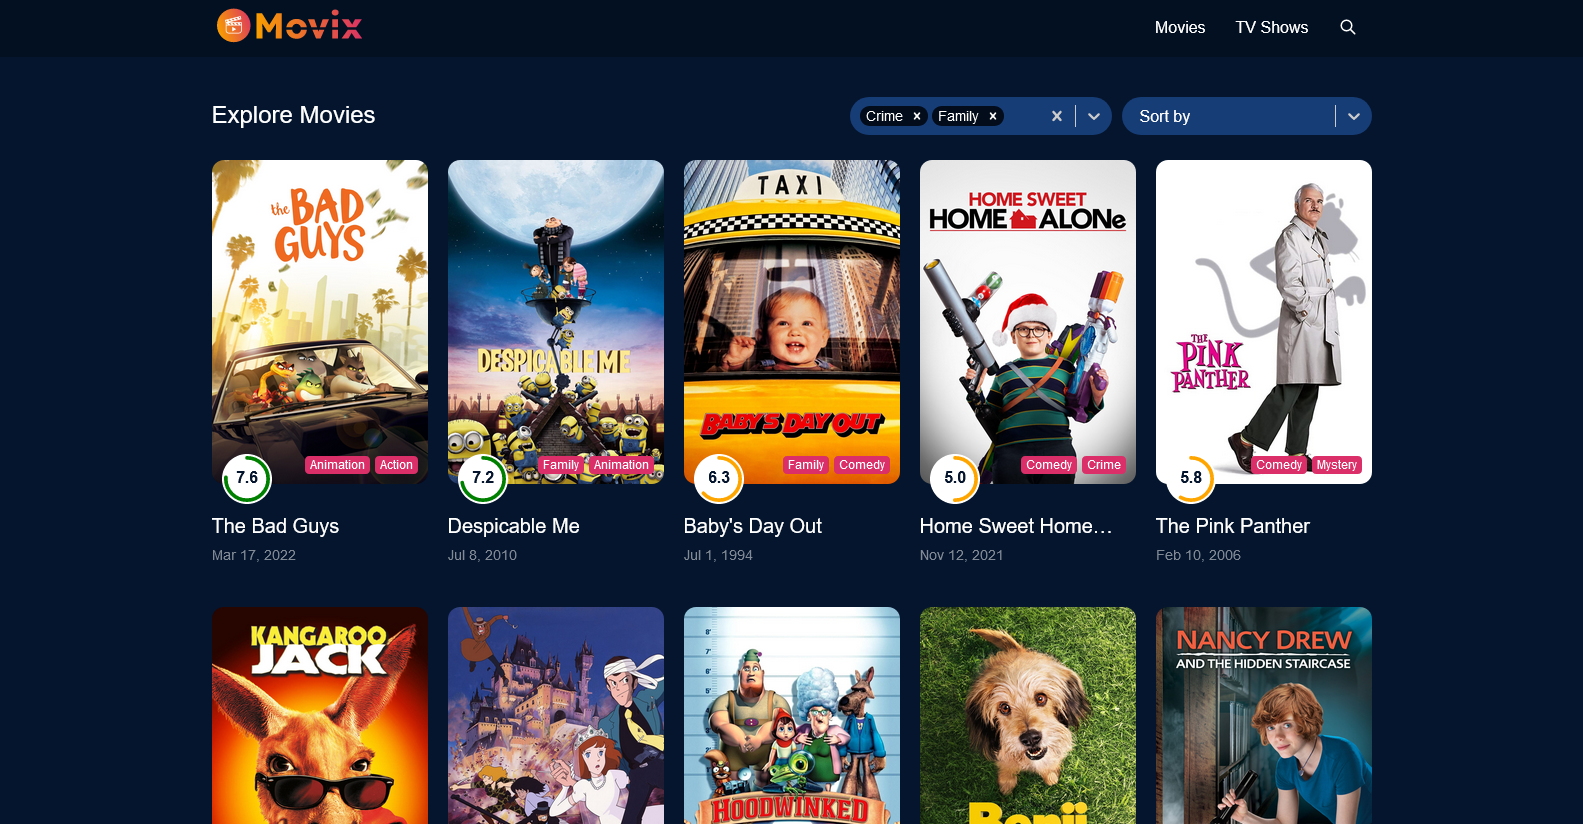 Movix
Movies
TV Shows
Explore Movies
Crime ×
Family ×
×
Sort by
the BAD GUYS
7.6
Animation
Action
The Bad Guys
Mar 17, 2022
DESPICABLE ME
7.2
Family
Animation
Despicable Me
Jul 8, 2010
TAXI
BABY'S DAY OUT
6.3
Family
Comedy
Baby's Day Out
Jul 1, 1994
HOME SWEET
HOME ALONe
5.0
Comedy
Crime
Home Sweet Home…
Nov 12, 2021
THE
PINK
PANTHER
5.8
Comedy
Mystery
The Pink Panther
Feb 10, 2006
KANGAROO
JACK
8'
7'
6'
5'
HOODWINKED
Benji
NANCY DREW
AND THE HIDDEN STAIRCASE